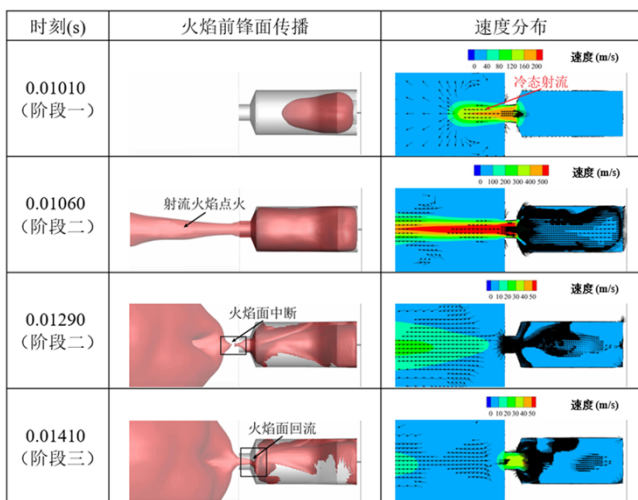 时刻(s)
火焰前锋面传播
速度分布
0.01010
（阶段一）
速度 (m/s)
0 40 80 120 160 200
冷态射流
0.01060
（阶段二）
射流火焰点火
速度 (m/s)
0 100 200 300 400 500
0.01290
（阶段二）
火焰面中断
速度 (m/s)
0 10 20 30 40 50
0.01410
（阶段三）
火焰面回流
速度 (m/s)
0 10 20 30 40 50